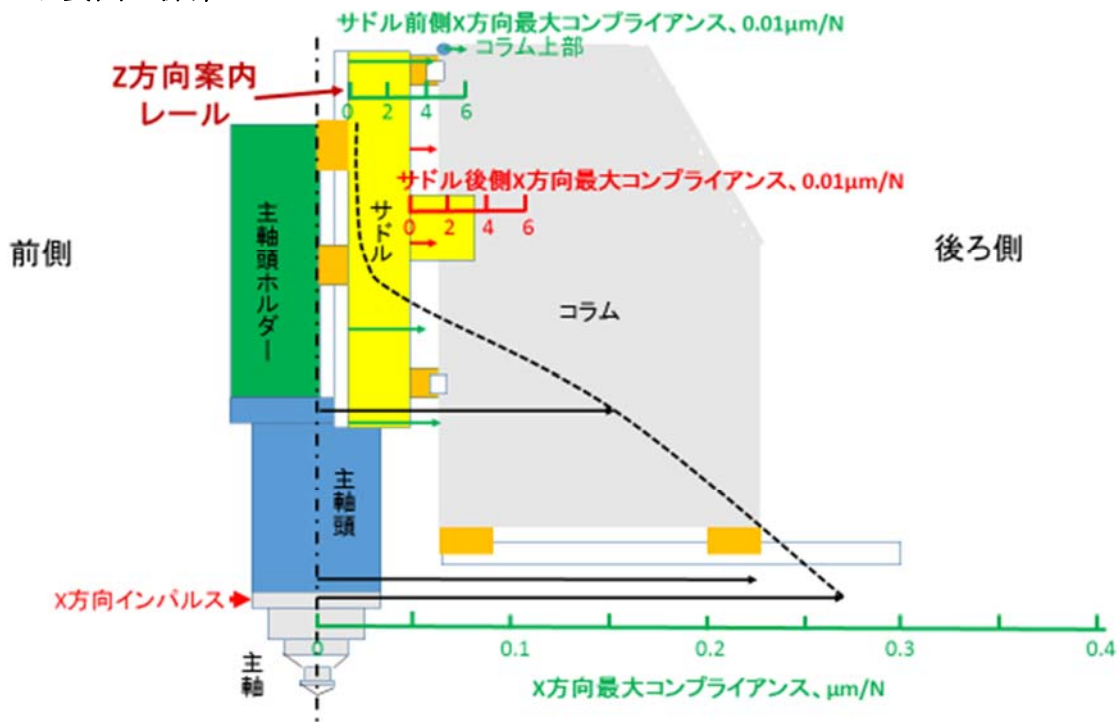 サドル前側X方向最大コンプライアンス、0.01μm/N
コラム上部
Z方向案内
レール
0 2 4 6
サドル後側X方向最大コンプライアンス、0.01μm/N
0 2 4 6
主軸頭ホルダー
サドル
前側
後ろ側
コラム
主軸頭
X方向インパルス
0 0.1 0.2 0.3 0.4
主軸
X方向最大コンプライアンス、μm/N